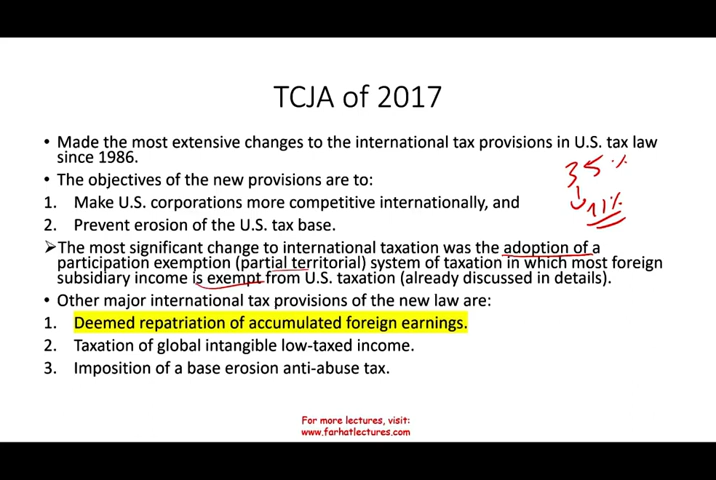 TCJA of 2017
• Made the most extensive changes to the international tax provisions in U.S. tax law
since 1986.
35%
• The objectives of the new provisions are to:
1. Make U.S. corporations more competitive internationally, and
2. Prevent erosion of the U.S. tax base.
➢The most significant change to international taxation was the adoption of a
participation exemption (partial territorial) system of taxation in which most foreign
subsidiary income is exempt from U.S. taxation (already discussed in details).
• Other major international tax provisions of the new law are:
1. Deemed repatriation of accumulated foreign earnings.
2. Taxation of global intangible low-taxed income.
3. Imposition of a base erosion anti-abuse tax.
For more lectures, visit:
www.farhatlectures.com